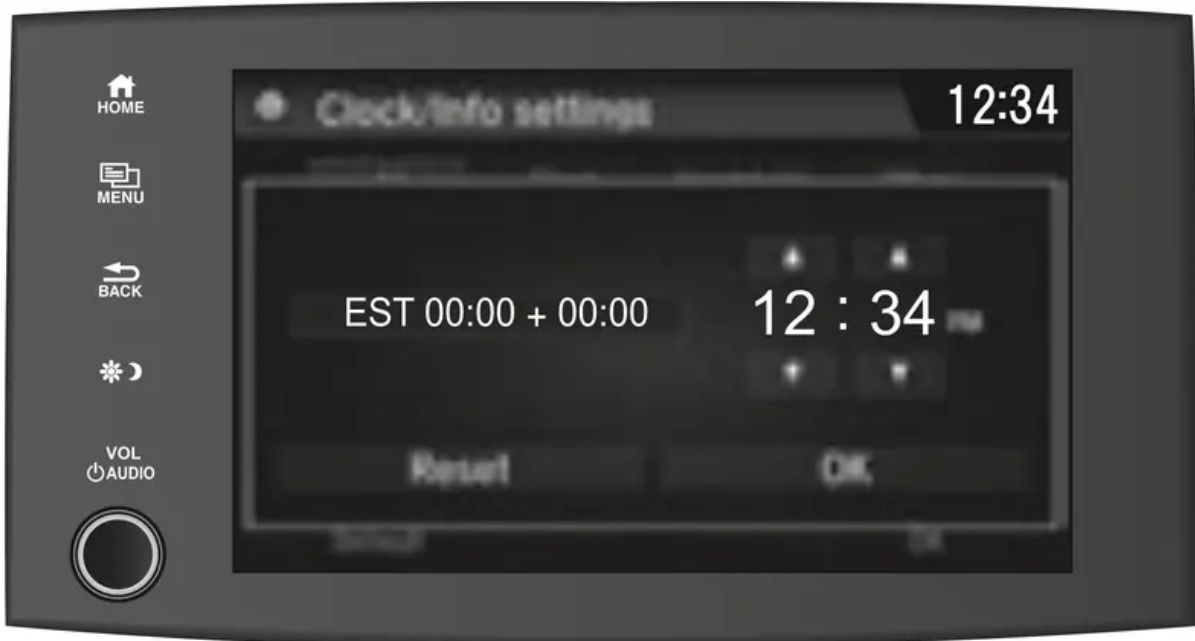 HOME
MENU
BACK
VOL
AUDIO
Clock/Info settings
12:34
EST 00:00 + 00:00
12 : 34 PM
Reset
OK